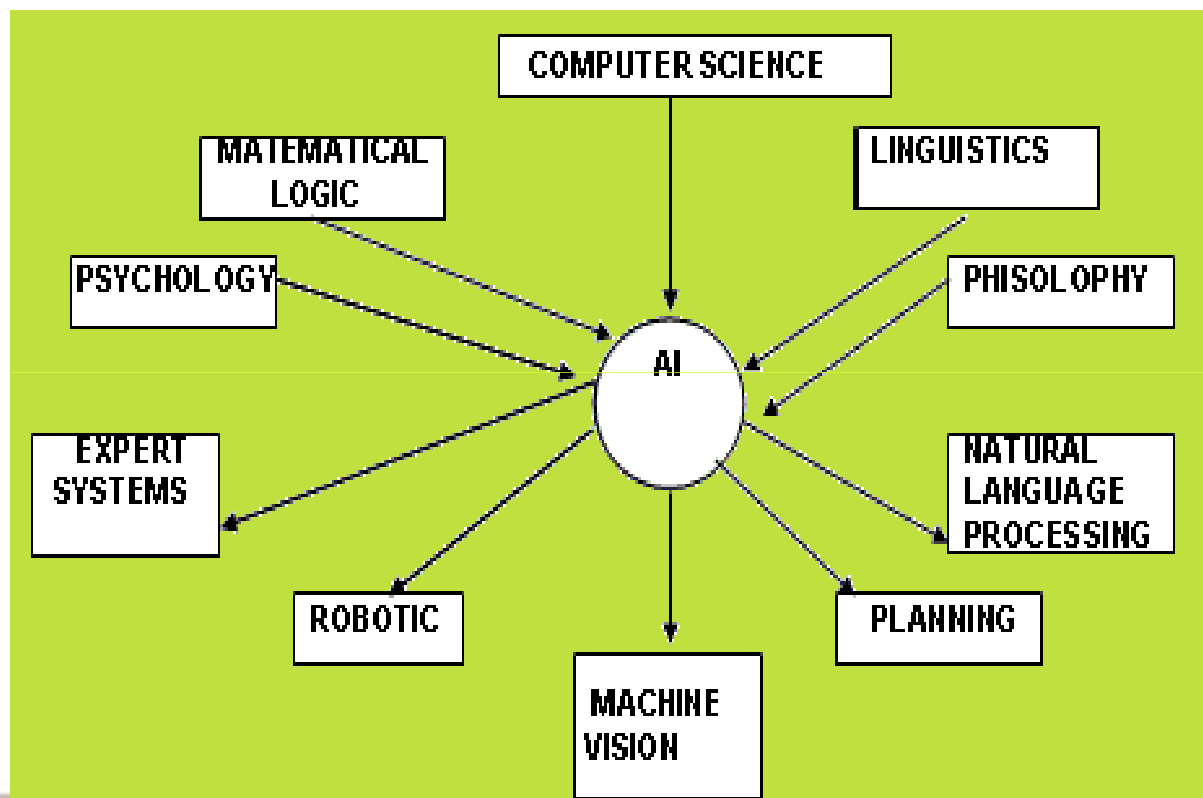 COMPUTER SCIENCE
MATEMATICAL
LOGIC
LINGUISTICS
PSYCHOLOGY
PHISOLOPHY
AI
EXPERT
SYSTEMS
NATURAL
LANGUAGE
PROCESSING
ROBOTIC
PLANNING
MACHINE
VISION